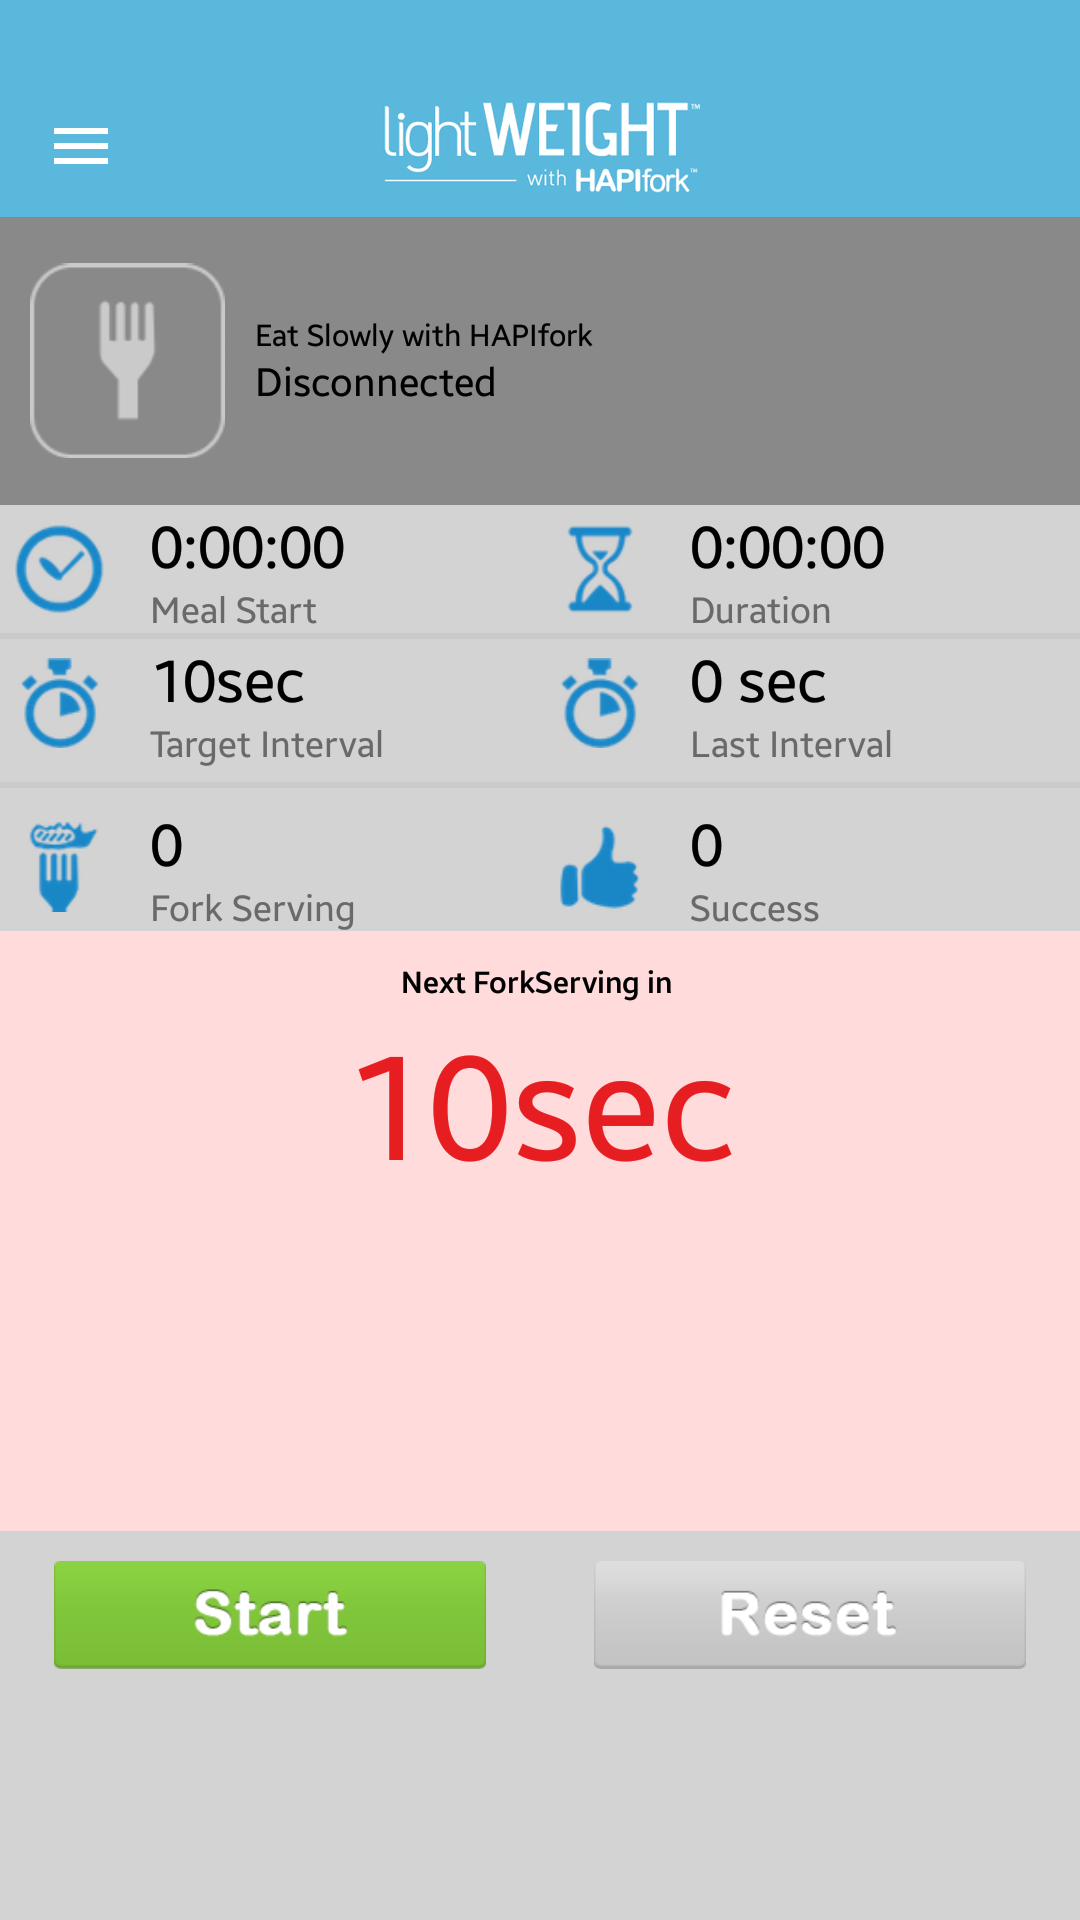 lightWEIGHT™
with HAPIfork™
Eat Slowly with HAPIfork
Disconnected
0:00:00
Meal Start
0:00:00
Duration
10sec
Target Interval
0 sec
Last Interval
0
Fork Serving
0
Success
Next ForkServing in
10sec
Start
Reset